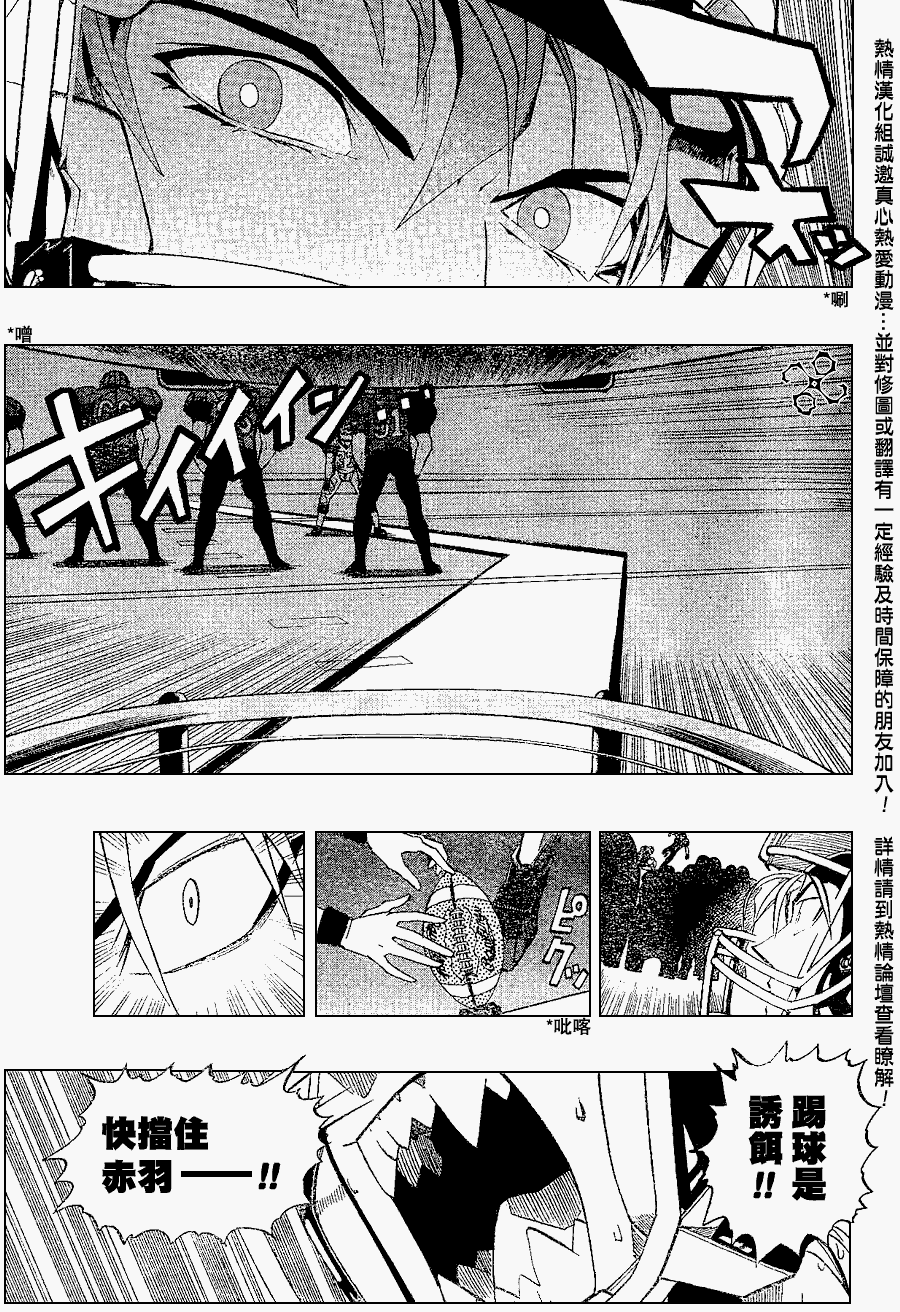 熱情漢化組誠邀真心熱愛動漫…並對修圖或翻譯有一定經驗及時間保障的朋友加入！
詳情請到熱情論壇查看瞭解！
*唰
*噌
キィイイン
91
ピクッ
*吡喀
踢球是
誘餌!!
快擋住
赤羽——!!